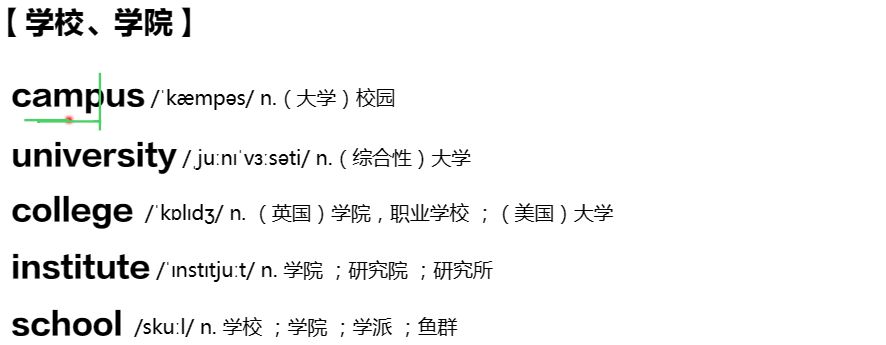 【学校、学院】
campus /ˈkæmpəs/ n.（大学）校园
university /ˌjuːnɪˈvɜːsəti/ n.（综合性）大学
college /ˈkɒlɪdʒ/ n. （英国）学院，职业学校 ；（美国）大学
institute /ˈɪnstɪtjuːt/ n. 学院 ；研究院 ；研究所
school /skuːl/ n. 学校 ；学院 ；学派 ；鱼群